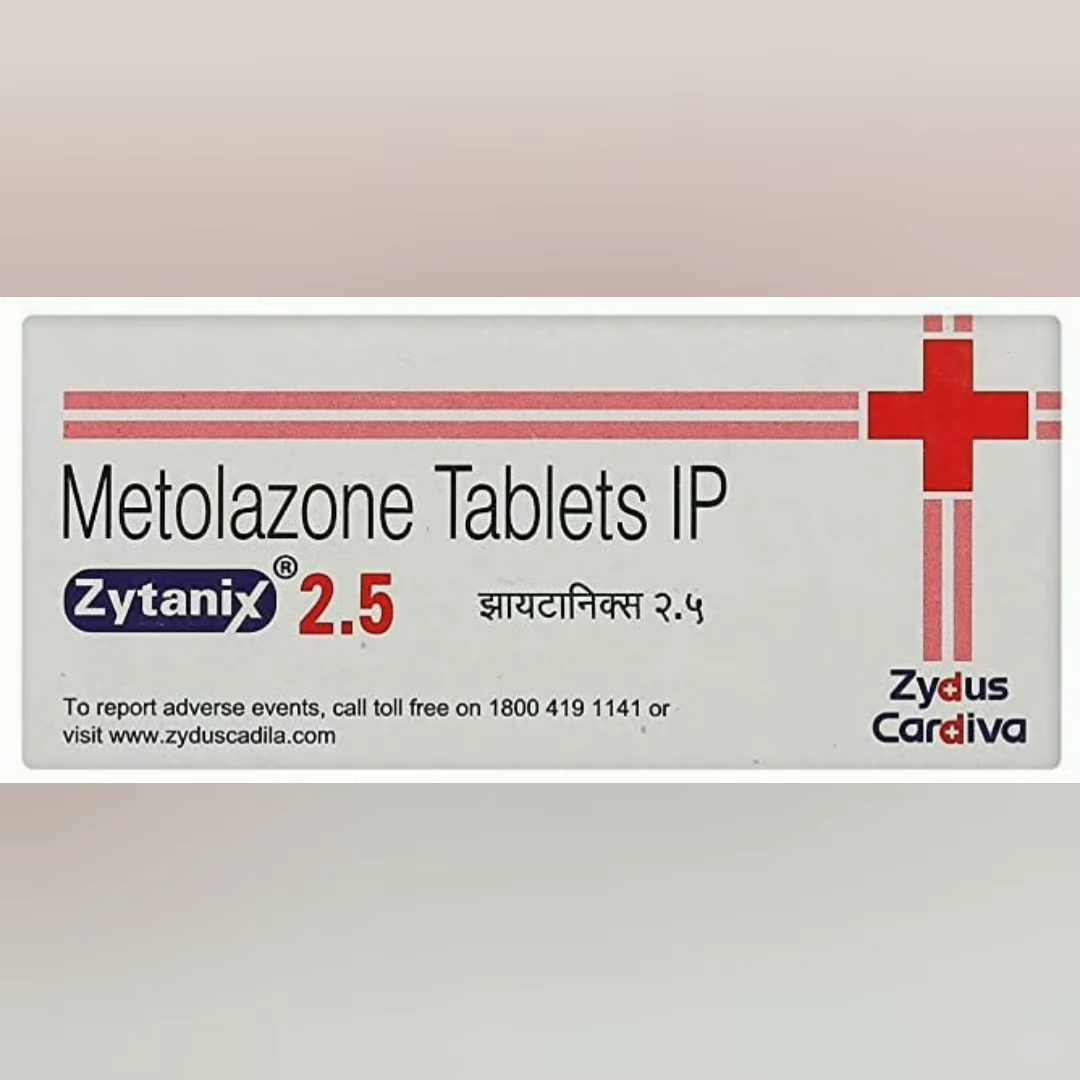 Metolazone Tablets IP
Zytanix® 2.5 झायटानिक्स २.५
To report adverse events, call toll free on 1800 419 1141 or
visit www.zyduscadila.com
Zydus
Cardiva